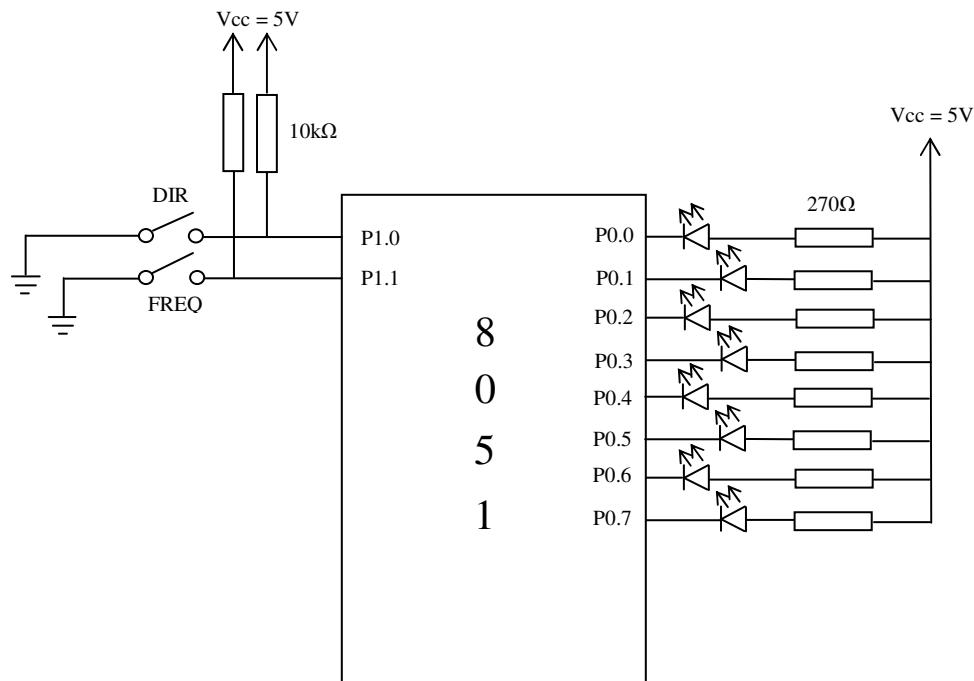 Vcc = 5V
10kΩ
DIR
FREQ
P1.0
P1.1
8
0
5
1
Vcc = 5V
270Ω
P0.0
P0.1
P0.2
P0.3
P0.4
P0.5
P0.6
P0.7